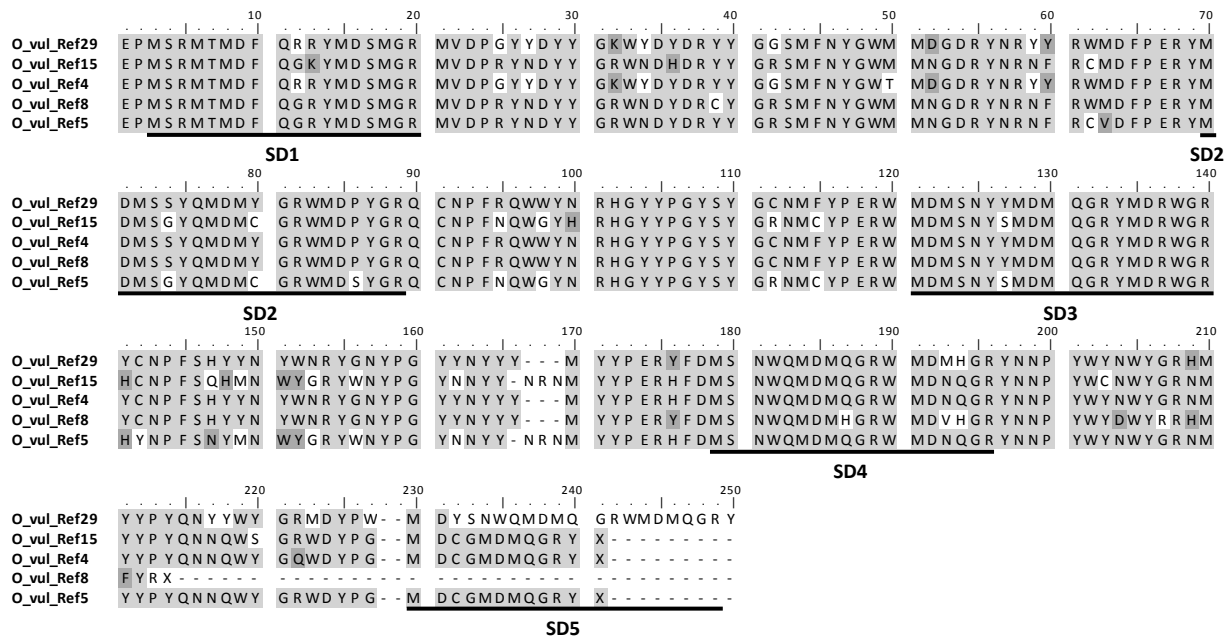 10 20 30 40 50 60 70
O_vul_Ref29 EPMSRMTMDF QRRYMDSMGR MVDPGYYDYY GKWYDYDRYY GGSMFNYGWM MDGDRYNRYY RWMDFPERYM
O_vul_Ref15 EPMSRMTMDF QGKYMDSMGR MVDPRYNDYY GRWNDHDRYY GRSMFNYGWM MNGDRYNRNF RCMDFPERYM
O_vul_Ref4 EPMSRMTMDF QRRYMDSMGR MVDPGYYDYY GKWYDYDRYY GGSMFNYGWT MDGDRYNRYY RWMDFPERYM
O_vul_Ref8 EPMSRMTMDF QGRYMDSMGR MVDPRYNDYY GRWNDYDRCY GRSMFNYGWM MNGDRYNRNF RWMDFPERYM
O_vul_Ref5 EPMSRMTMDF QGRYMDSMGR MVDPRYNDYY GRWNDYDRYY GRSMFNYGWM MNGDRYNRNF RCVDFPERYM
SD1 SD2
80 90 100 110 120 130 140
O_vul_Ref29 DMSSYQMDMY GRWMDPYGRQ CNPFRQWWYN RHGYYPGYSY GCNMFYPERW MDMSNYYMDM QGRYMDRWGR
O_vul_Ref15 DMSGYQMDMC GRWMDPYGRQ CNPFNQWGYH RHGYYPGYSY GRNMCYPERW MDMSNYSMDM QGRYMDRWGR
O_vul_Ref4 DMSSYQMDMY GRWMDPYGRQ CNPFRQWWYN RHGYYPGYSY GCNMFYPERW MDMSNYYMDM QGRYMDRWGR
O_vul_Ref8 DMSSYQMDMY GRWMDPYGRQ CNPFRQWWYN RHGYYPGYSY GCNMFYPERW MDMSNYYMDM QGRYMDRWGR
O_vul_Ref5 DMSGYQMDMC GRWMDSYGRQ CNPFNQWGYN RHGYYPGYSY GRNMCYPERW MDMSNYSMDM QGRYMDRWGR
SD2 SD3
150 160 170 180 190 200 210
O_vul_Ref29 YCNPFSHYYN YWNRYGNYPG YYNYYY---M YYPERYFDMS NWQMDMQGRW MDMHGRYNNP YWYNWYGRHM
O_vul_Ref15 HCNPFSQHMN WYGRYWNYPG YNNYY-NRNM YYPERHFDMS NWQMDMQGRW MDNQGRYNNP YWCNWYGRNM
O_vul_Ref4 YCNPFSHYYN YWNRYGNYPG YYNYYY---M YYPERHFDMS NWQMDMQGRW MDNQGRYNNP YWYNWYGRNM
O_vul_Ref8 YCNPFSHYYN YWNRYGNYPG YYNYYY---M YYPERYFDMS NWQMDMHGRW MDVHGRYNNP YWYDWYRRHM
O_vul_Ref5 HYNPFSNYMN WYGRYWNYPG YNNYY-NRNM YYPERHFDMS NWQMDMQGRW MDNQGRYNNP YWYNWYGRNM
SD4
220 230 240 250
O_vul_Ref29 YYPYQNYYWY GRMDYPW--M DYSNWQMDMQ GRWMDMQGRY
O_vul_Ref15 YYPYQNNQWS GRWDYPG--M DCGMDMQGRY X---------
O_vul_Ref4 YYPYQNNQWY GQWDYPG--M DCGMDMQGRY X---------
O_vul_Ref8 FYRX------ ---------- ---------- ----------
O_vul_Ref5 YYPYQNNQWY GRWDYPG--M DCGMDMQGRY X---------
SD5